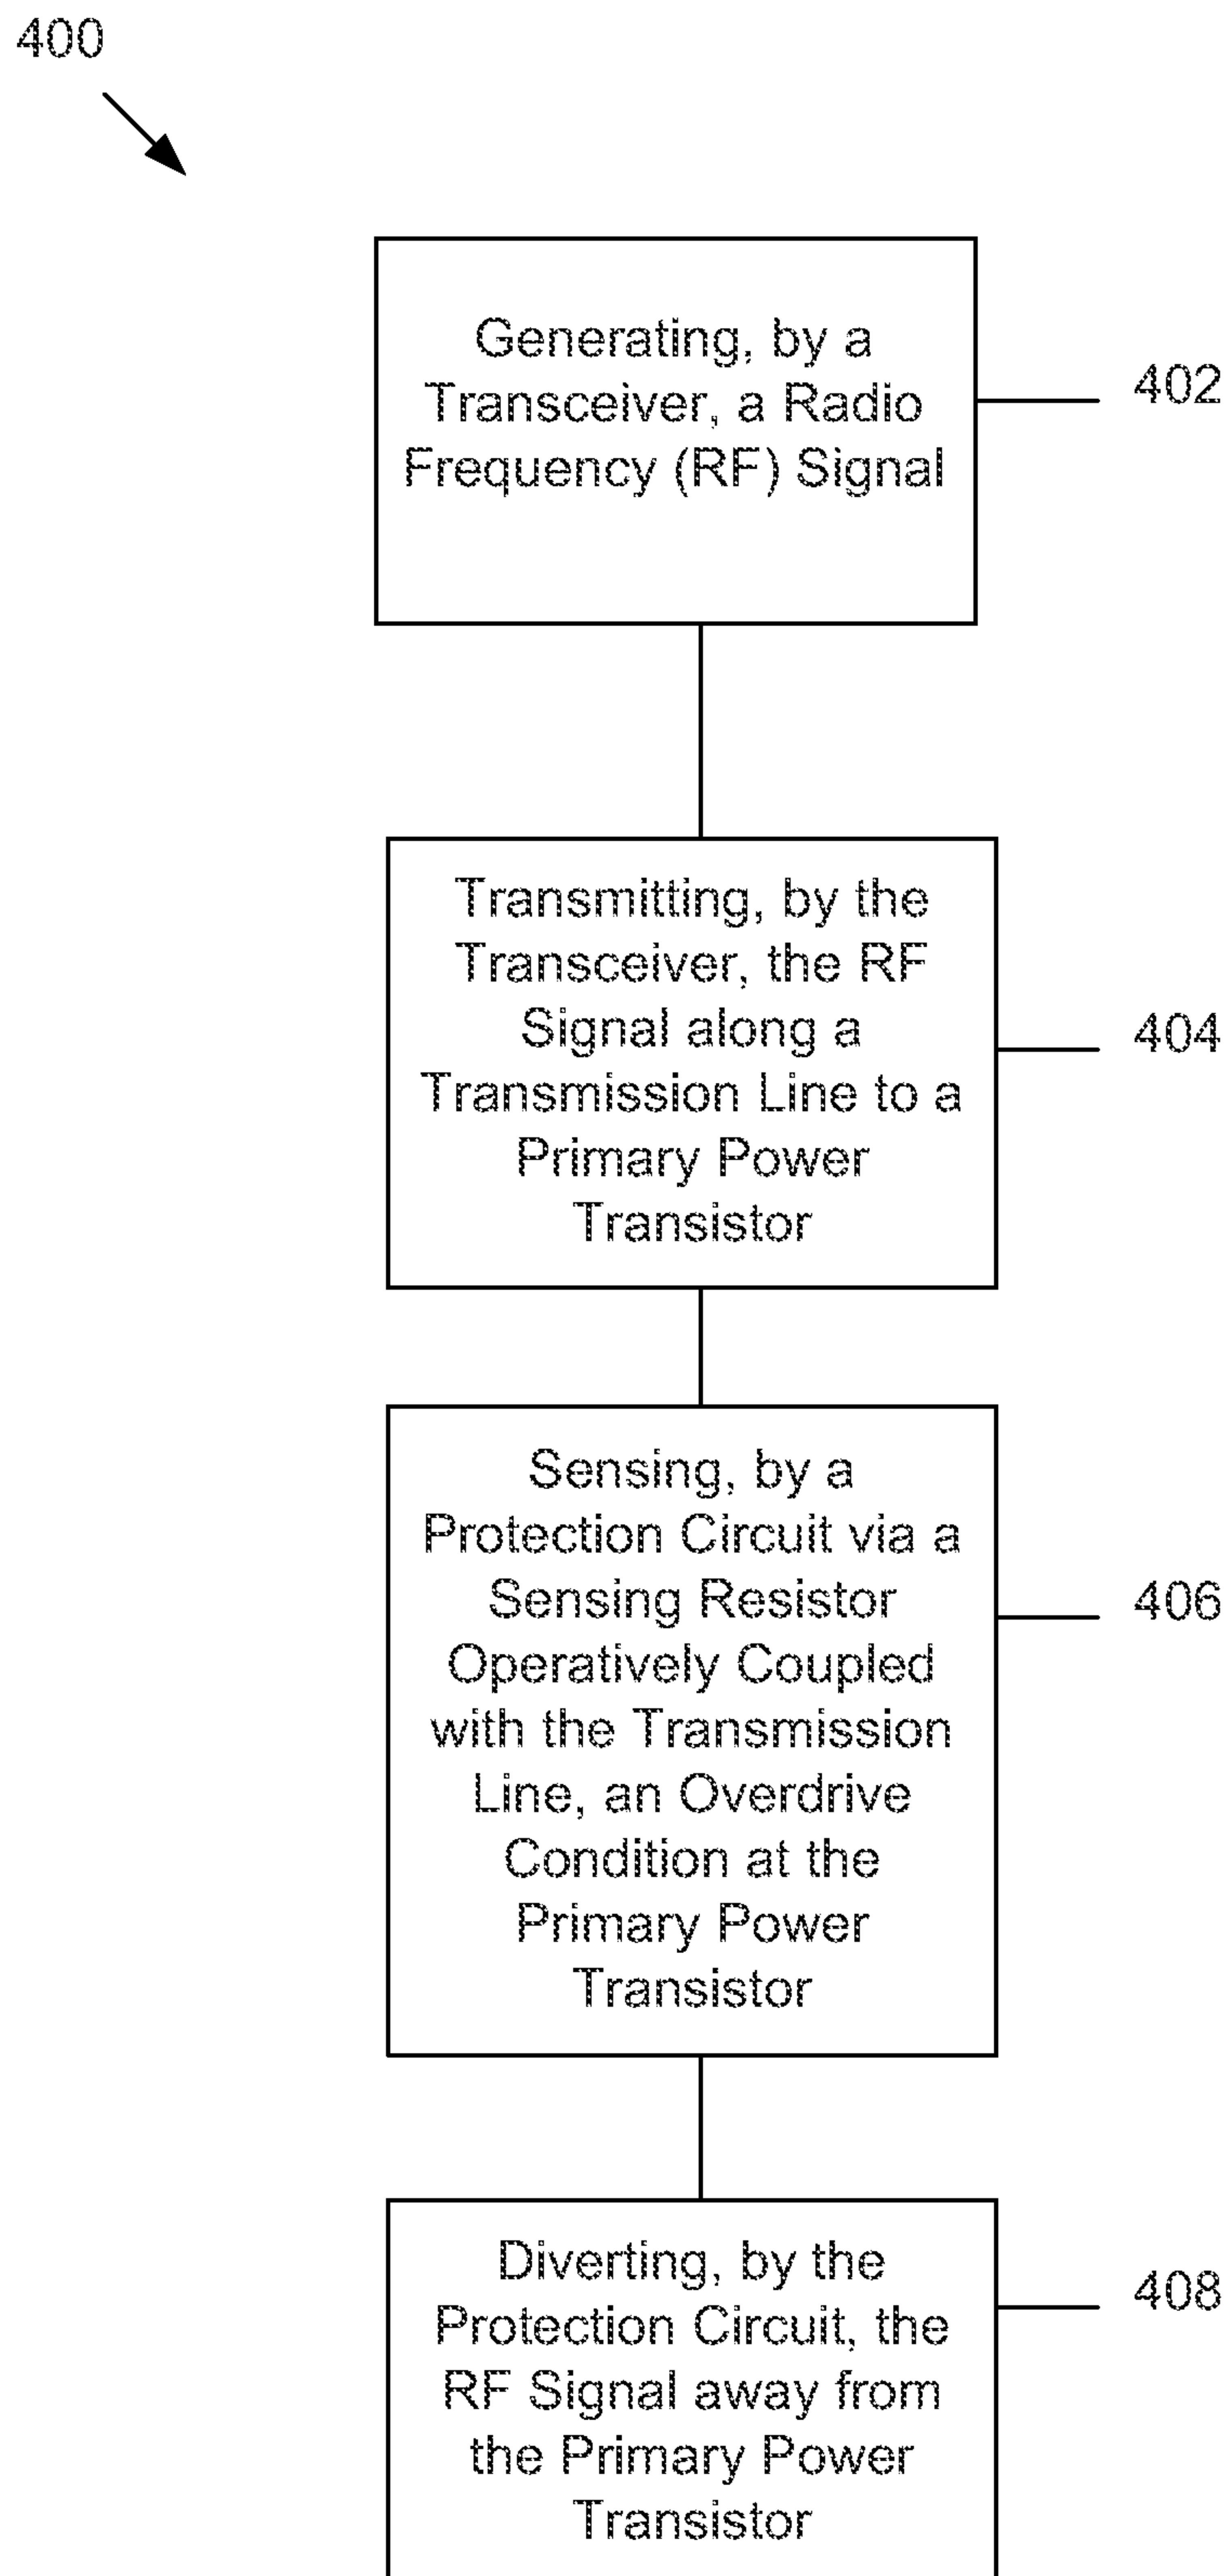 400
Generating, by a
Transceiver, a Radio
Frequency (RF) Signal
402
Transmitting, by the
Transceiver, the RF
Signal along a
Transmission Line to a
Primary Power
Transistor
404
Sensing, by a
Protection Circuit via a
Sensing Resistor
Operatively Coupled
with the Transmission
Line, an Overdrive
Condition at the
Primary Power
Transistor
406
Diverting, by the
Protection Circuit, the
RF Signal away from
the Primary Power
Transistor
408